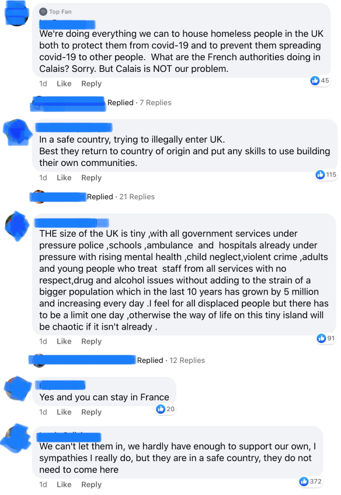 Top Fan
We're doing everything we can to house homeless people in the UK
both to protect them from covid-19 and to prevent them spreading
covid-19 to other people.  What are the French authorities doing in
Calais? Sorry. But Calais is NOT our problem.
45
1d Like Reply
Replied · 7 Replies
In a safe country, trying to illegally enter UK.
Best they return to country of origin and put any skills to use building
their own communities.
115
1d Like Reply
Replied · 21 Replies
THE size of the UK is tiny ,with all government services under
pressure police ,schools ,ambulance  and  hospitals already under
pressure with rising mental health ,child neglect,violent crime ,adults
and young people who treat  staff from all services with no
respect,drug and alcohol issues without adding to the strain of a
bigger population which in the last 10 years has grown by 5 million
and increasing every day .I feel for all displaced people but there has
to be a limit one day ,otherwise the way of life on this tiny island will
be chaotic if it isn't already .
91
1d Like Reply
Replied · 12 Replies
Yes and you can stay in France
20
1d Like Reply
We can't let them in, we hardly have enough to support our own, I
sympathies I really do, but they are in a safe country, they do not
need to come here
372
1d Like Reply